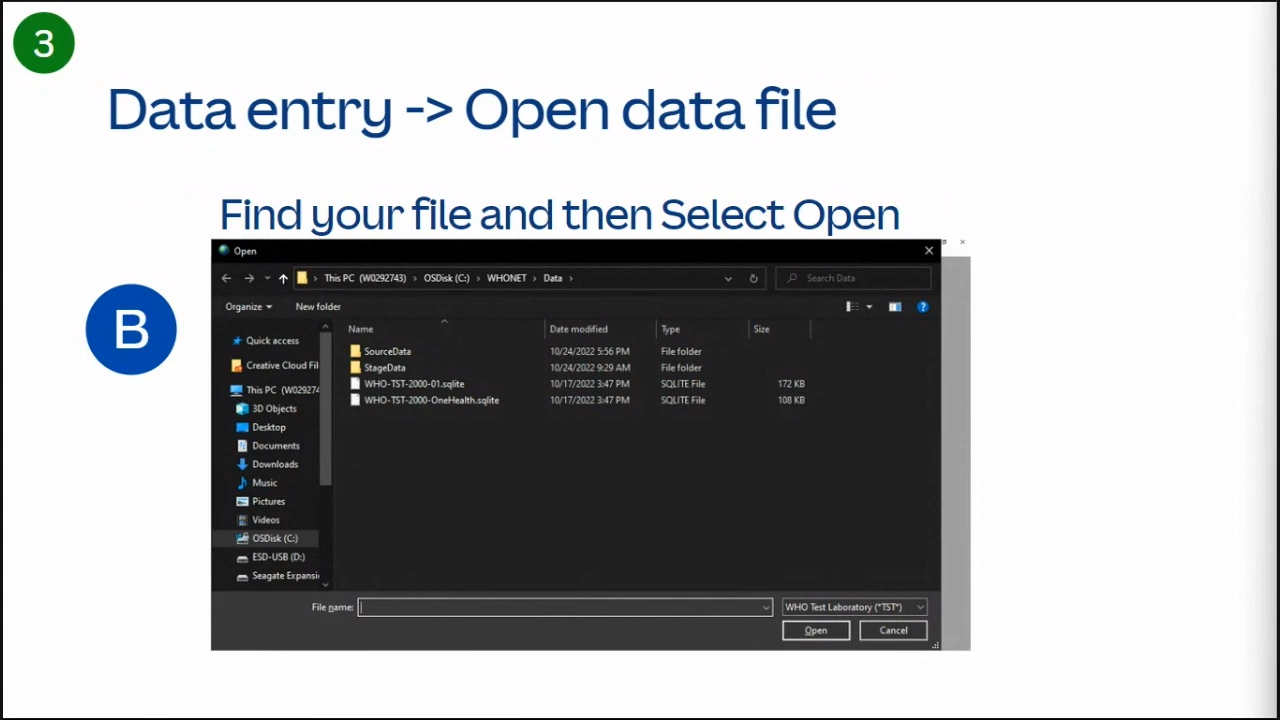 3
Data entry -> Open data file
Find your file and then Select Open
B
Open
This PC (W0292743) > OSDisk (C:) > WHONET > Data >
Search Data
Organize
New folder
Name Date modified Type Size
Quick access
Creative Cloud Fil
This PC (W029274
3D Objects
Desktop
Documents
Downloads
Music
Pictures
Videos
OSDisk (C:)
ESD-USB (D:)
Seagate Expansi
SourceData 10/24/2022 5:56 PM File folder
StageData 10/24/2022 9:29 AM File folder
WHO-TST-2000-01.sqlite 10/17/2022 3:47 PM SQLITE File 172 KB
WHO-TST-2000-OneHealth.sqlite 10/17/2022 3:47 PM SQLITE File 108 KB
File name:
WHO Test Laboratory (*TST*)
Open
Cancel